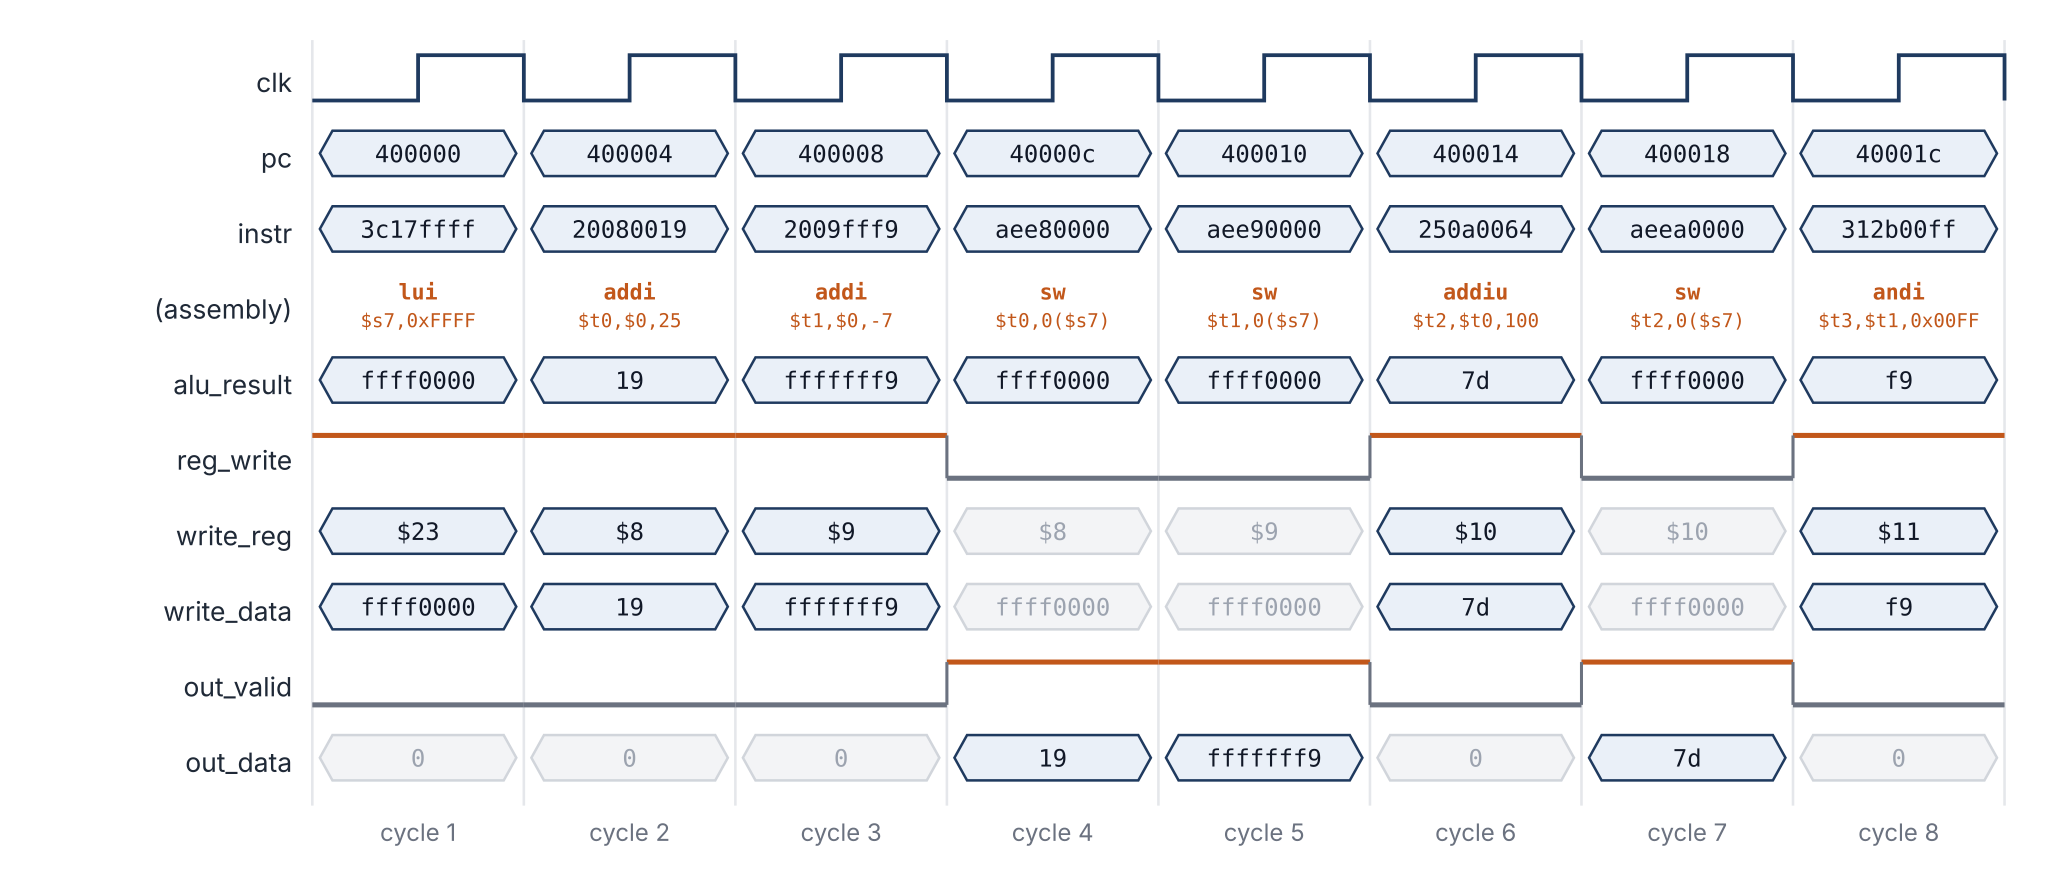 clk
pc 400000 400004 400008 40000c 400010 400014 400018 40001c
instr 3c17ffff 20080019 2009fff9 aee80000 aee90000 250a0064 aeea0000 312b00ff
(assembly) lui addi addi sw sw addiu sw andi
$s7,0xFFFF $t0,$0,25 $t1,$0,-7 $t0,0($s7) $t1,0($s7) $t2,$t0,100 $t2,0($s7) $t3,$t1,0x00FF
alu_result ffff0000 19 fffffff9 ffff0000 ffff0000 7d ffff0000 f9
reg_write
write_reg $23 $8 $9 $8 $9 $10 $10 $11
write_data ffff0000 19 fffffff9 ffff0000 ffff0000 7d ffff0000 f9
out_valid
out_data 0 0 0 19 fffffff9 0 7d 0
cycle 1 cycle 2 cycle 3 cycle 4 cycle 5 cycle 6 cycle 7 cycle 8